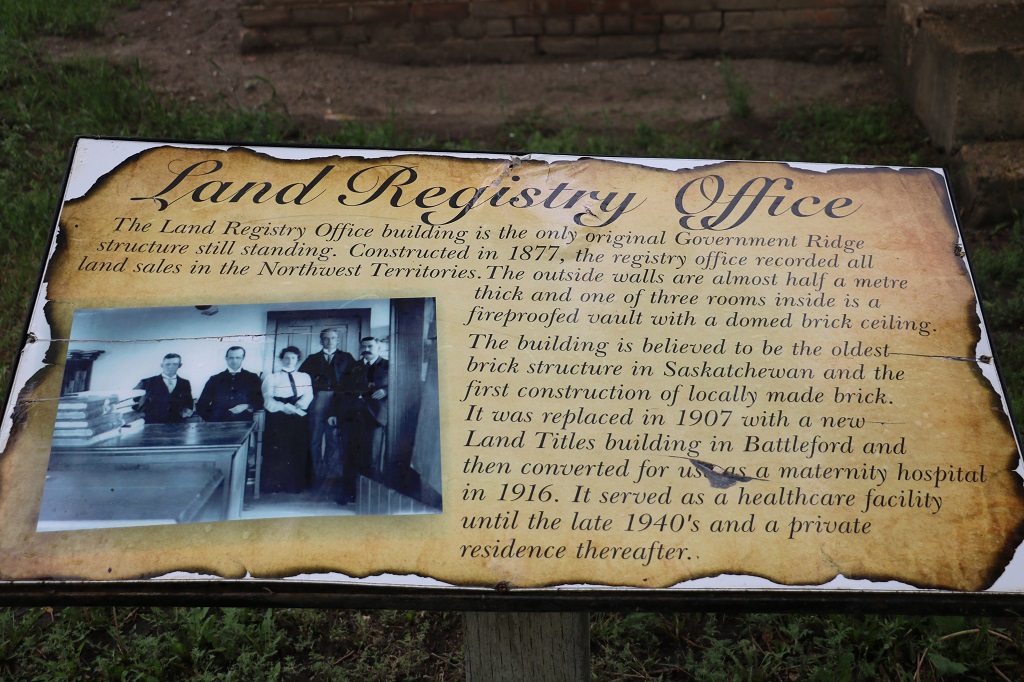 Land Registry Office
The Land Registry Office building is the only original Government Ridge
structure still standing. Constructed in 1877, the registry office recorded all
land sales in the Northwest Territories. The outside walls are almost half a metre
thick and one of three rooms inside is a
fireproofed vault with a domed brick ceiling.
The building is believed to be the oldest
brick structure in Saskatchewan and the
first construction of locally made brick.
It was replaced in 1907 with a new
Land Titles building in Battleford and
then converted for as a maternity hospital
in 1916. It served as a healthcare facility
until the late 1940's and a private
residence thereafter.